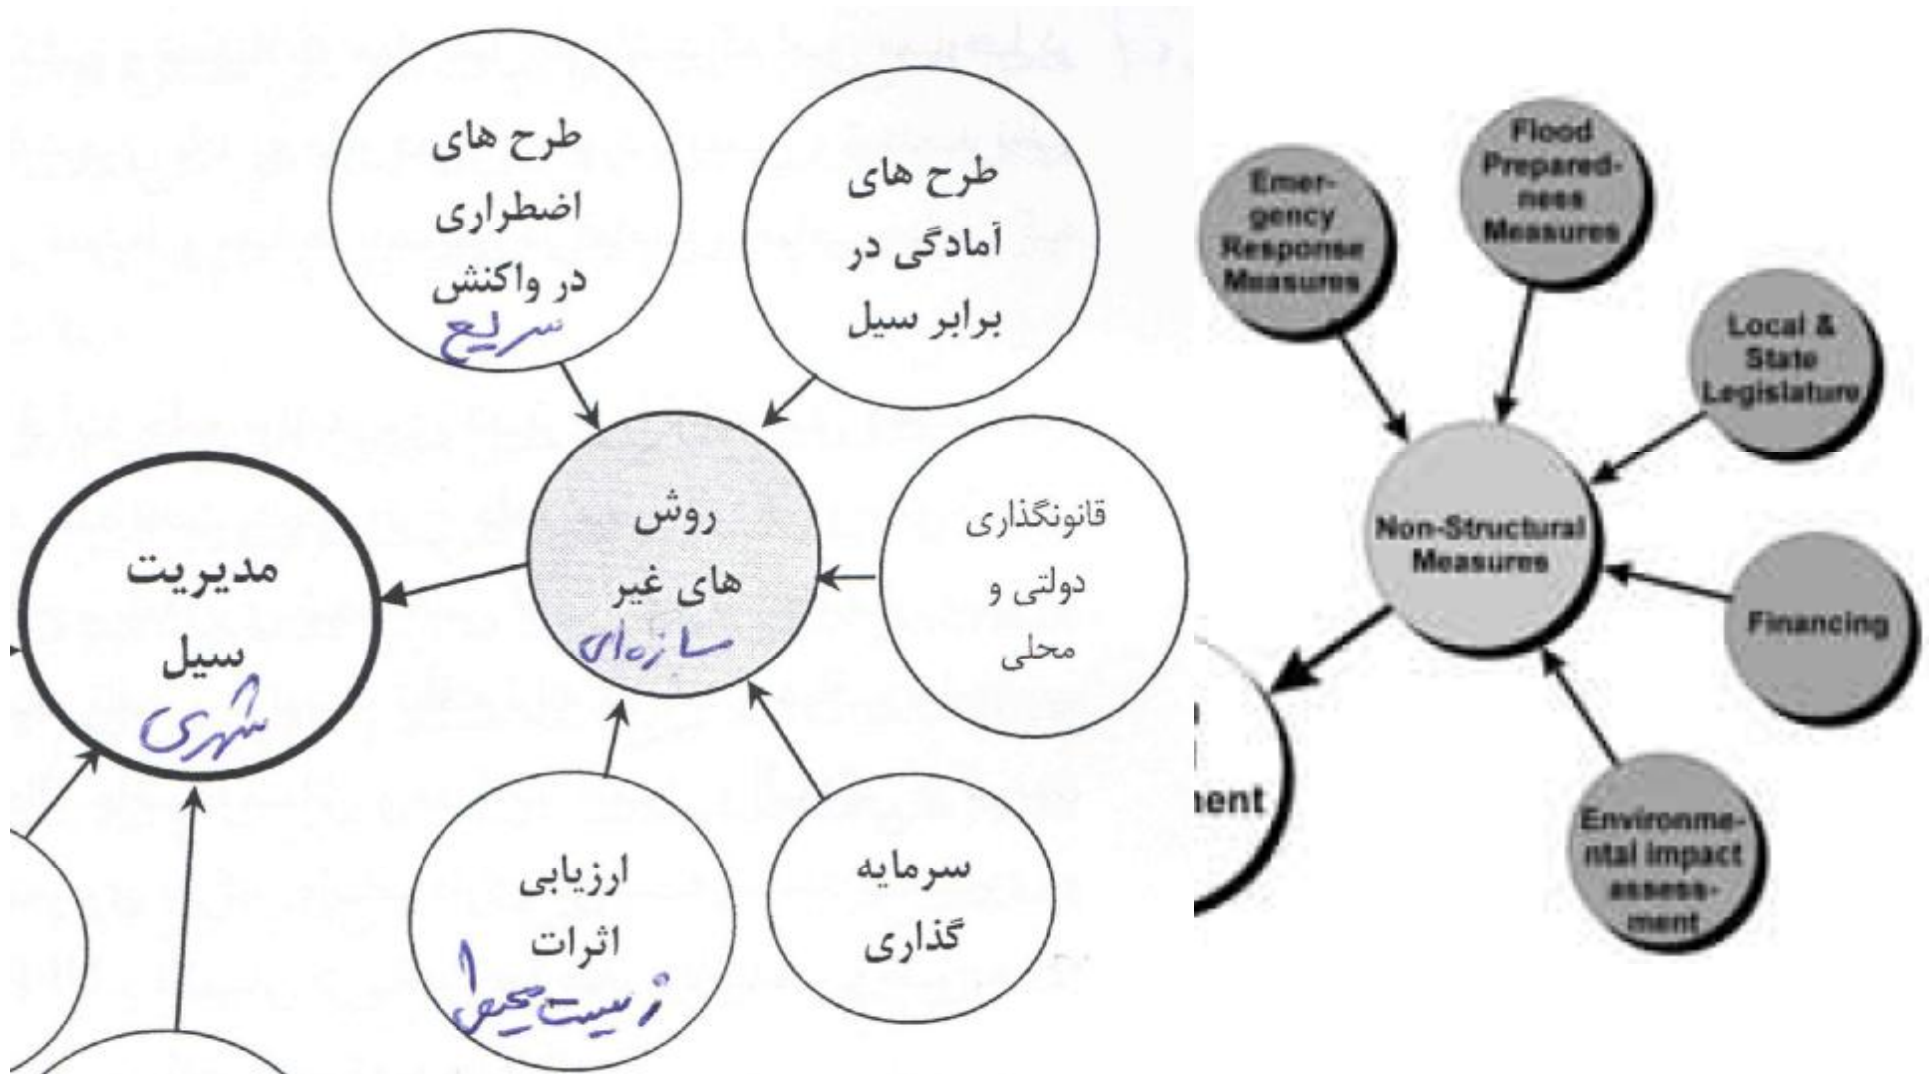 طرح های
اضطراری
در واکنش
سریع
طرح های
آمادگی در
برابر سیل
قانونگذاری
دولتی و
محلی
روش
های غیر
سازه‌ای
مدیریت
سیل
شهری
ارزیابی
اثرات
زیست محیطی
سرمایه
گذاری
Emer-
gency
Response
Measures
Flood
Prepared-
ness
Measures
Local &
State
Legislature
Non-Structural
Measures
Financing
Environme-
ntal impact
assess-
ment
ent